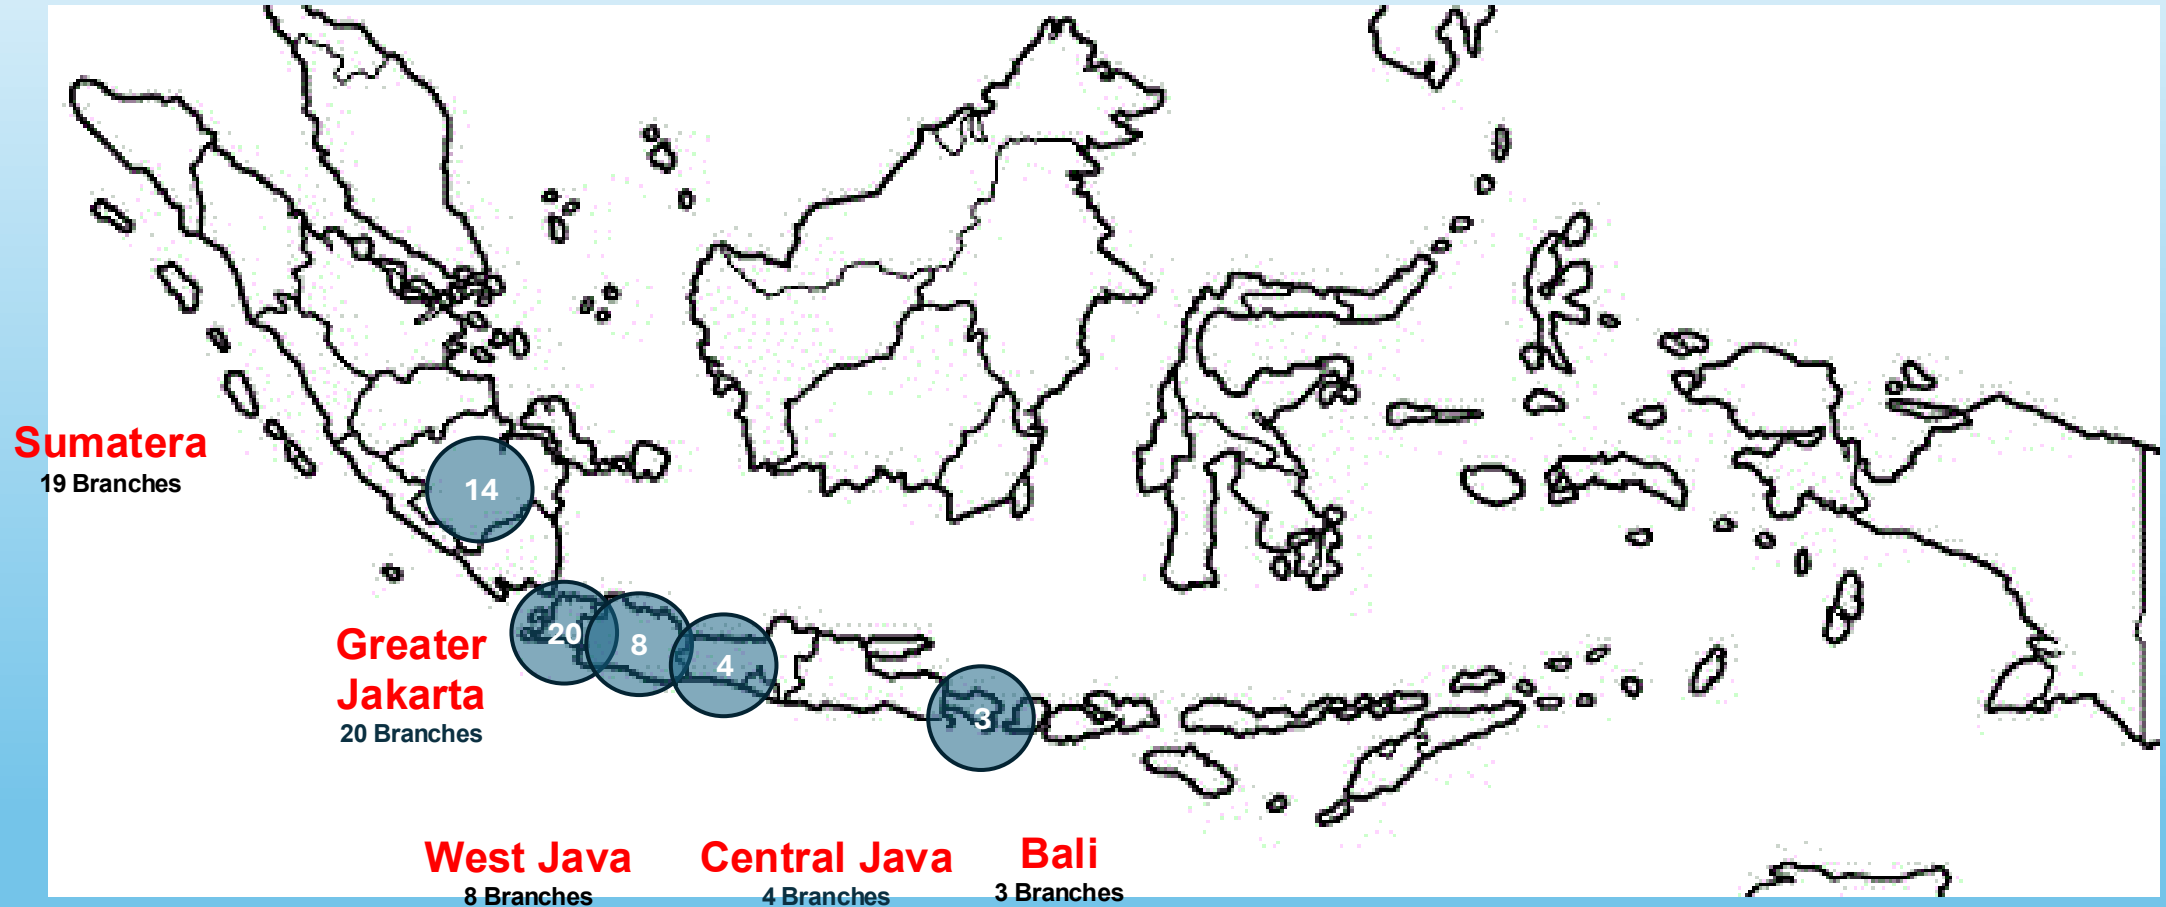 Sumatera
19 Branches
14
20
8
4
3
Greater
Jakarta
20 Branches
West Java
8 Branches
Central Java
4 Branches
Bali
3 Branches